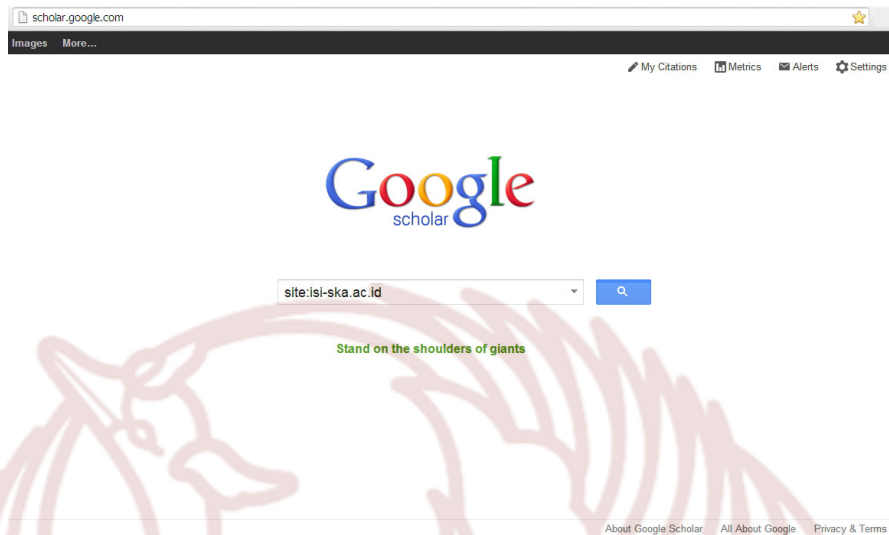 scholar.google.com
Images More...
My Citations Metrics Alerts Settings
Google
scholar
site:isi-ska.ac.id
Stand on the shoulders of giants
About Google Scholar All About Google Privacy & Terms